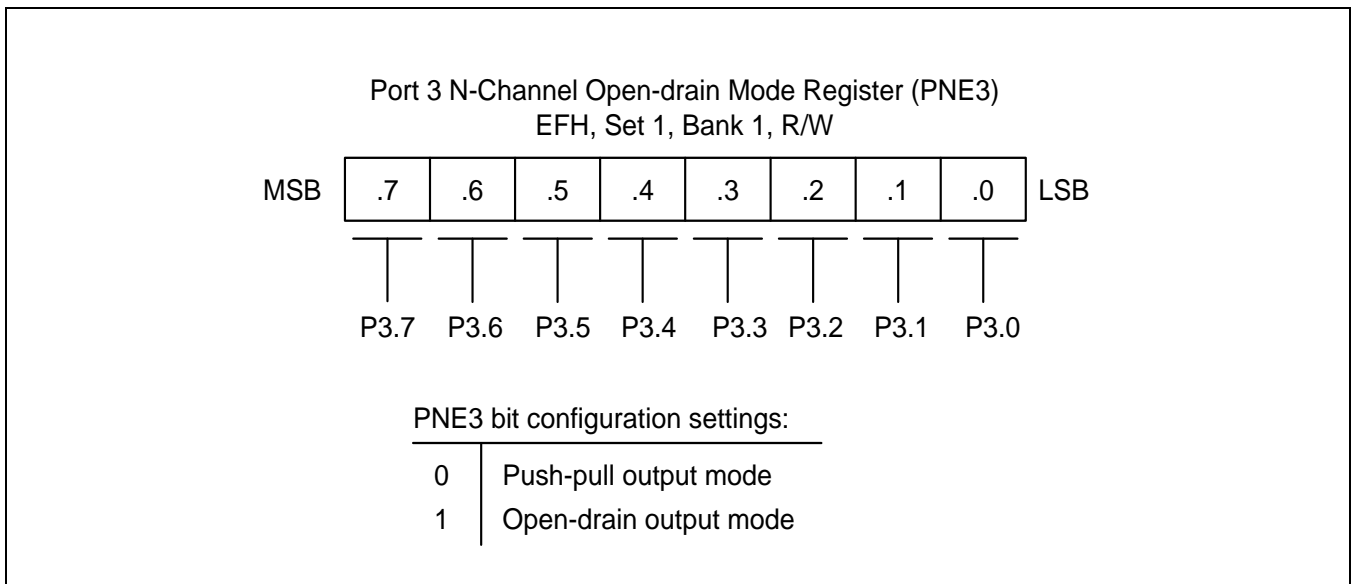 Port 3 N-Channel Open-drain Mode Register (PNE3)
EFH, Set 1, Bank 1, R/W
MSB .7 .6 .5 .4 .3 .2 .1 .0 LSB
P3.7 P3.6 P3.5 P3.4 P3.3 P3.2 P3.1 P3.0
PNE3 bit configuration settings:
0 Push-pull output mode
1 Open-drain output mode